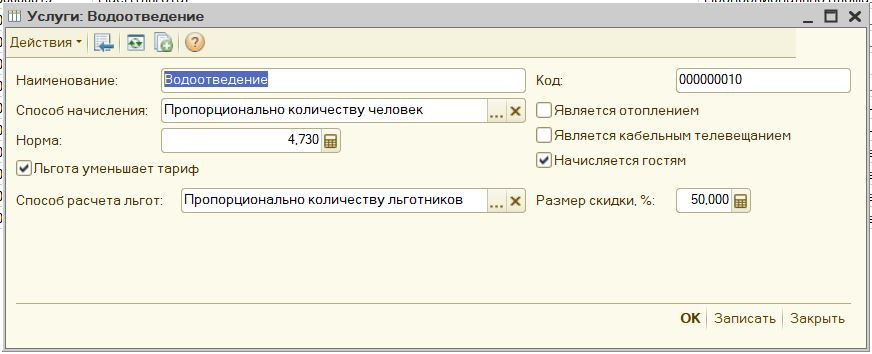 Услуги: Водоотведение
Действия
Наименование: Водоотведение Код: 000000010
Способ начисления: Пропорционально количеству человек ... Является отоплением
Норма: 4,730 Является кабельным телевещанием
Льгота уменьшает тариф Начисляется гостям
Способ расчета льгот: Пропорционально количеству льготников ... Размер скидки, %: 50,000
OK Записать Закрыть